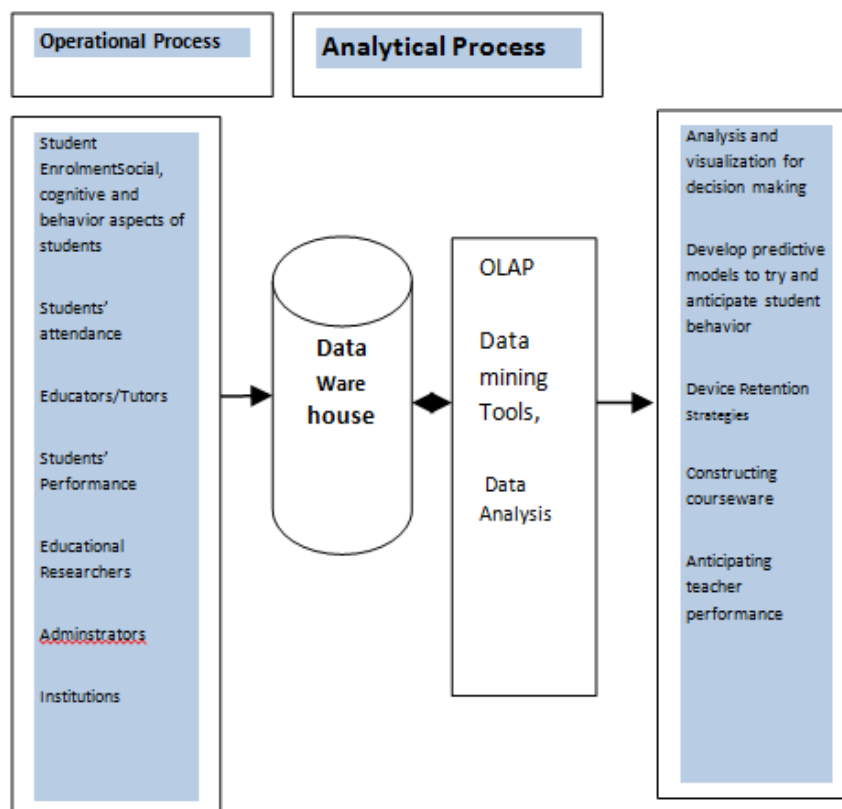 Operational Process
Analytical Process
Student
EnrolmentSocial,
cognitive and
behavior aspects of
students
Students'
attendance
Educators/Tutors
Students'
Performance
Educational
Researchers
Adminstrators
Institutions
Data
Ware
house
OLAP
Data
mining
Tools,
Data
Analysis
Analysis and
visualization for
decision making
Develop predictive
models to try and
anticipate student
behavior
Device Retention
Strategies
Constructing
courseware
Anticipating
teacher
performance